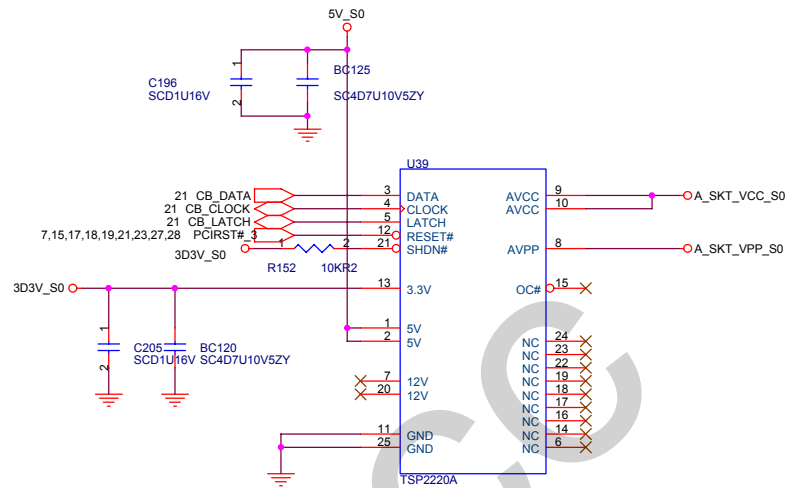 5V_S0
1
2
C196
SCD1U16V
BC125
SC4D7U10V5ZY
U39
21 CB_DATA 3 DATA
21 CB_CLOCK 4 CLOCK
21 CB_LATCH 5 LATCH
7,15,17,18,19,21,23,27,28 PCIRST#_3 12 RESET#
3D3V_S0 1 2 21 SHDN#
R152 10KR2
AVCC 9 A_SKT_VCC_S0
AVCC 10
AVPP 8 A_SKT_VPP_S0
3D3V_S0 13 3.3V
OC# 15
1 5V
2 5V
1
2
C205
SCD1U16V
BC120
SC4D7U10V5ZY
7 12V
20 12V
11 GND
25 GND
NC 24
NC 23
NC 22
NC 19
NC 18
NC 17
NC 16
NC 14
NC 6
TSP2220A